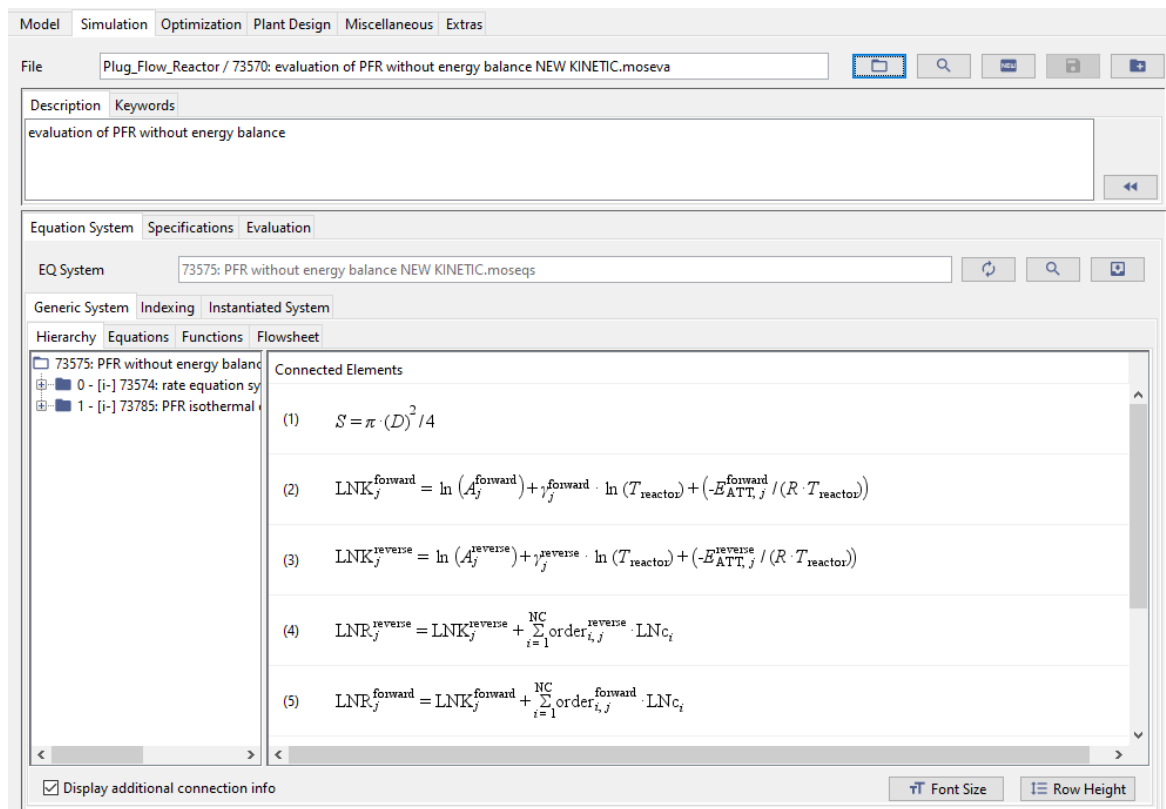 Model Simulation Optimization Plant Design Miscellaneous Extras
File Plug_Flow_Reactor / 73570: evaluation of PFR without energy balance NEW KINETIC.moseva NEW
Description Keywords
evaluation of PFR without energy balance
Equation System Specifications Evaluation
EQ System 73575: PFR without energy balance NEW KINETIC.moseqs
Generic System Indexing Instantiated System
Hierarchy Equations Functions Flowsheet
73575: PFR without energy balanc
0 - [i-] 73574: rate equation sy
1 - [i-] 73785: PFR isothermal
Connected Elements
(1) S = π · (D)^2 /4
(2) LNK_j^forward = ln (A_j^forward) + γ_j^forward · ln (T_reactor) + (-E_ATT, j^forward / (R · T_reactor))
(3) LNK_j^reverse = ln (A_j^reverse) + γ_j^reverse · ln (T_reactor) + (-E_ATT, j^reverse / (R · T_reactor))
(4) LNR_j^reverse = LNK_j^reverse + Σ_i=1^NC order_i, j^reverse · LNc_i
(5) LNR_j^forward = LNK_j^forward + Σ_i=1^NC order_i, j^forward · LNc_i
Display additional connection info
Font Size Row Height